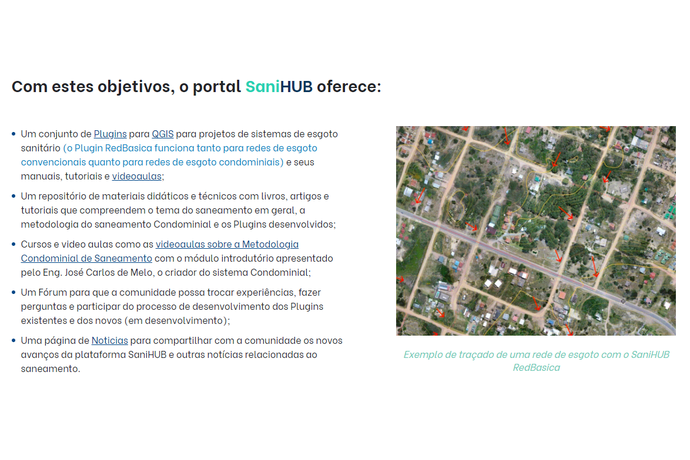 Com estes objetivos, o portal SaniHUB oferece:
Um conjunto de Plugins para QGIS para projetos de sistemas de esgoto
sanitário (o Plugin RedBasica funciona tanto para redes de esgoto
convencionais quanto para redes de esgoto condominiais) e seus
manuais, tutoriais e videoaulas;
Um repositório de materiais didáticos e técnicos com livros, artigos e
tutoriais que compreendem o tema do saneamento em geral, a
metodologia do saneamento Condominial e os Plugins desenvolvidos;
Cursos e video aulas como as videoaulas sobre a Metodologia
Condominial de Saneamento com o módulo introdutório apresentado
pelo Eng. José Carlos de Melo, o criador do sistema Condominial;
Um Fórum para que a comunidade possa trocar experiências, fazer
perguntas e participar do processo de desenvolvimento dos Plugins
existentes e dos novos (em desenvolvimento);
Uma página de Noticias para compartilhar com a comunidade os novos
avanços da plataforma SaniHUB e outras notícias relacionadas ao
saneamento.
Exemplo de traçado de uma rede de esgoto com o SaniHUB
RedBasica